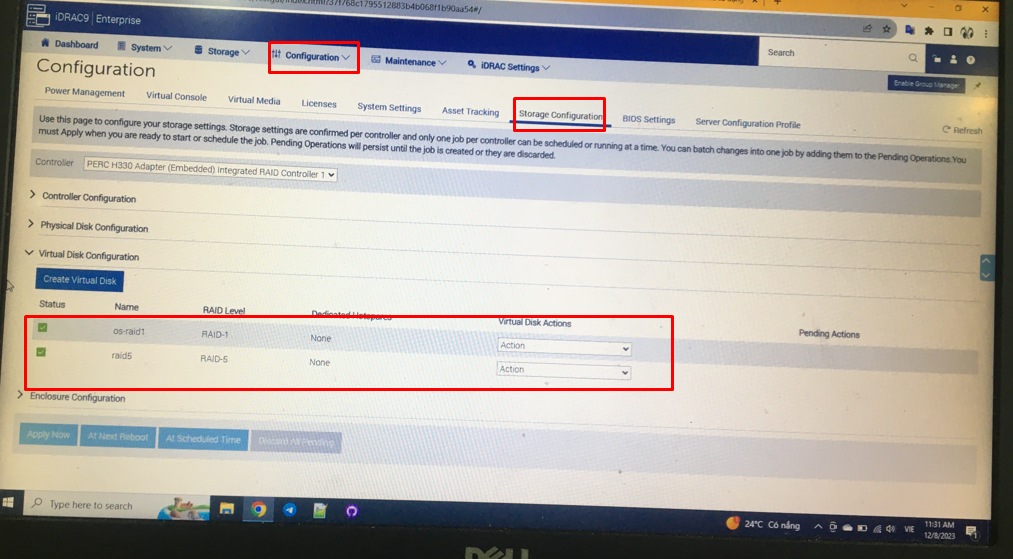 iDRAC9 | Enterprise
Dashboard System Storage Configuration Maintenance iDRAC Settings Search
Configuration Enable Group Manager
Power Management Virtual Console Virtual Media Licenses System Settings Asset Tracking Storage Configuration BIOS Settings Server Configuration Profile
Refresh
Use this page to configure your storage settings. Storage settings are confirmed per controller and only one job per controller can be scheduled or running at a time. You can batch changes into one job by adding them to the Pending Operations.You
must Apply when you are ready to start or schedule the job. Pending Operations will persist until the job is created or they are discarded.
Controller PERC H330 Adapter (Embedded) Integrated RAID Controller 1
Controller Configuration
Physical Disk Configuration
Virtual Disk Configuration
Create Virtual Disk
Status Name RAID Level Dedicated Hotspares Virtual Disk Actions Pending Actions
os-raid1 RAID-1 None Action
raid5 RAID-5 None Action
Enclosure Configuration
Apply Now At Next Reboot At Scheduled Time Discard All Pending
Type here to search 24°C Có nắng VIE 11:31 AM
12/8/2023
DELL